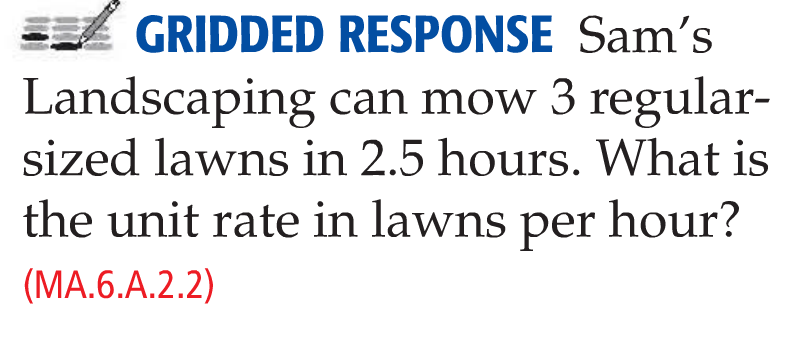 GRIDDED RESPONSE Sam’s
Landscaping can mow 3 regular-
sized lawns in 2.5 hours. What is
the unit rate in lawns per hour?
(MA.6.A.2.2)